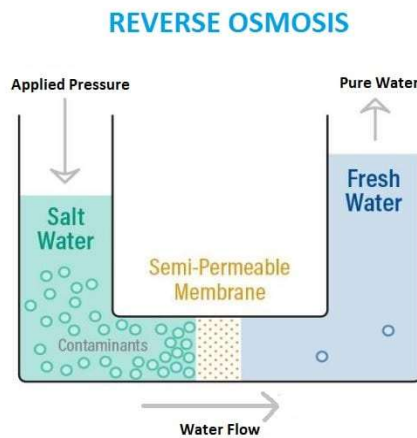 REVERSE OSMOSIS
Applied Pressure
Pure Water
Salt
Water
Fresh
Water
Semi-Permeable
Membrane
Contaminants
Water Flow